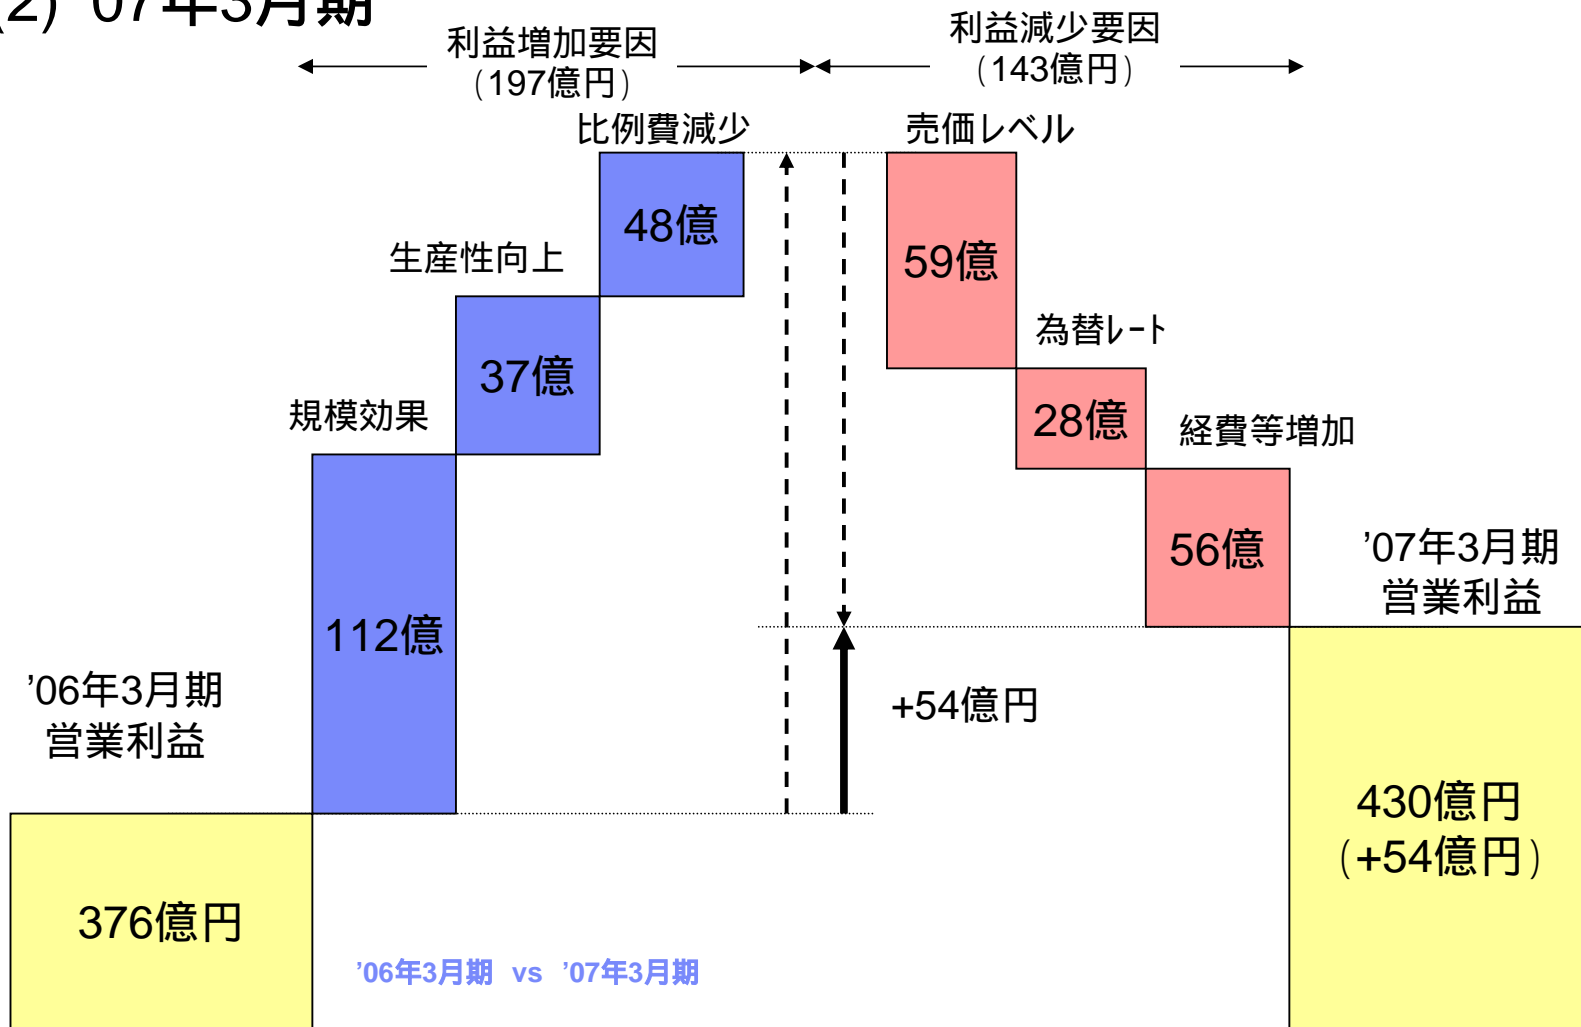 (2) '07年3月期
利益増加要因
（197億円）
利益減少要因
（143億円）
比例費減少
売価レベル
48億
59億
生産性向上
為替レート
37億
28億
規模効果
経費等増加
112億
56億
'07年3月期
営業利益
'06年3月期
営業利益
+54億円
430億円
（+54億円）
376億円
'06年3月期 vs '07年3月期